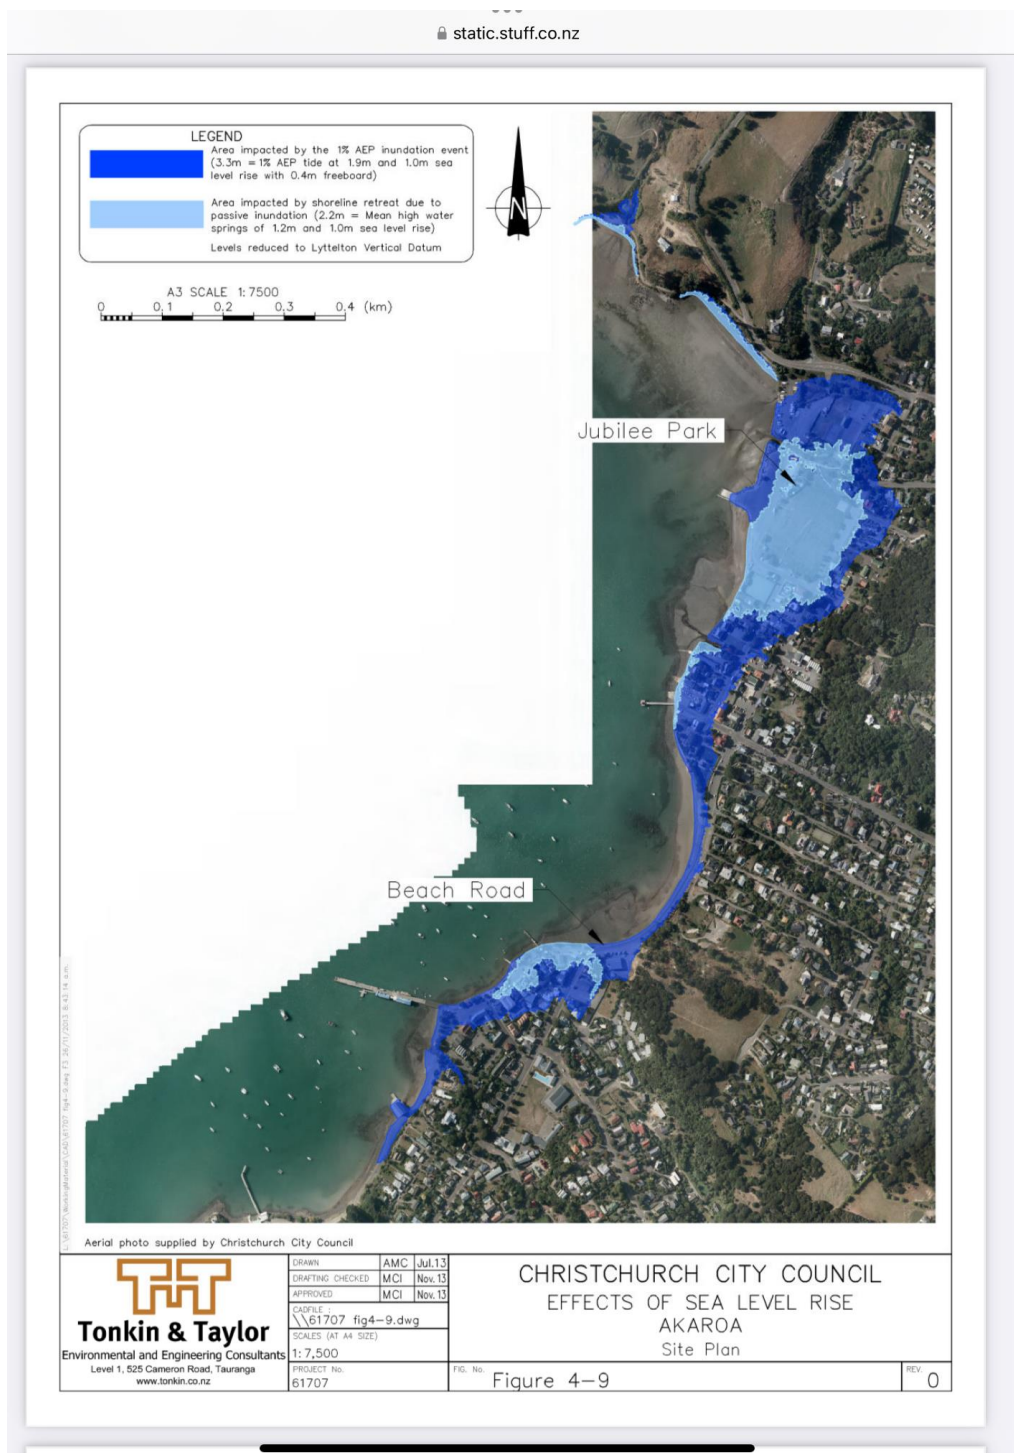 static.stuff.co.nz
LEGEND
Area impacted by the 1% AEP inundation event
(3.3m = 1% AEP tide at 1.9m and 1.0m sea
level rise with 0.4m freeboard)
Area impacted by shoreline retreat due to
passive inundation (2.2m = Mean high water
springs of 1.2m and 1.0m sea level rise)
Levels reduced to Lyttelton Vertical Datum
N
A3 SCALE 1:7500
0 0.1 0.2 0.3 0.4 (km)
Jubilee Park
Beach Road
Aerial photo supplied by Christchurch City Council
T+T
Tonkin & Taylor
Environmental and Engineering Consultants
Level 1, 525 Cameron Road, Tauranga
www.tonkin.co.nz
DRAWN AMC Jul.13
DRAFTING CHECKED MCI Nov.13
APPROVED MCI Nov.13
CADFILE :
\\61707 fig4-9.dwg
SCALES (AT A4 SIZE)
1:7,500
PROJECT No.
61707
CHRISTCHURCH CITY COUNCIL
EFFECTS OF SEA LEVEL RISE
AKAROA
Site Plan
FIG. No.
Figure 4-9
REV.
0